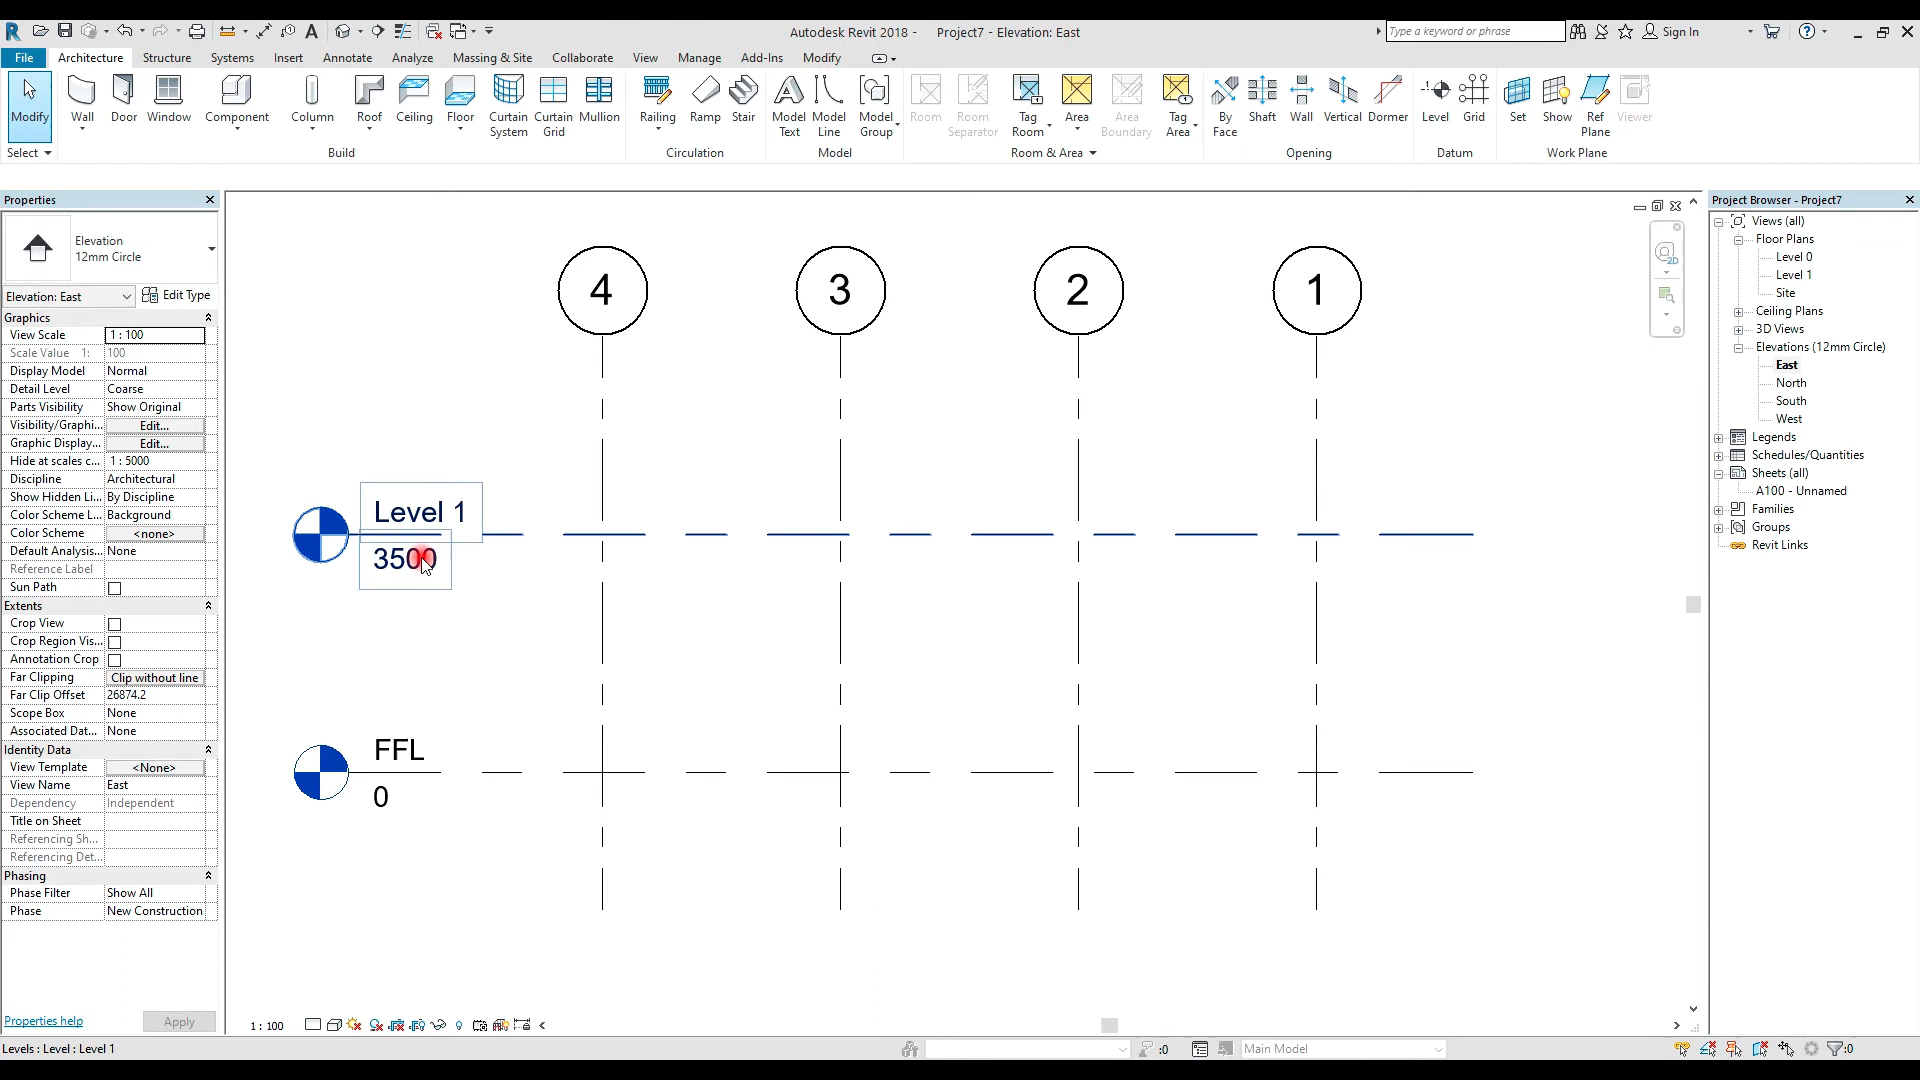 Autodesk Revit 2018 - Project7 - Elevation: East
Type a keyword or phrase
Sign In
File Architecture Structure Systems Insert Annotate Analyze Massing & Site Collaborate View Manage Add-Ins Modify
Modify Wall Door Window Component Column Roof Ceiling Floor Curtain System Curtain Grid Mullion Railing Ramp Stair Model Text Model Line Model Group Room Room Separator Tag Room Area Area Boundary Tag Area By Face Shaft Wall Vertical Dormer Level Grid Set Show Ref Plane Viewer
Select Build Circulation Model Room & Area Opening Datum Work Plane
Properties
Elevation
12mm Circle
Elevation: East Edit Type
Graphics
View Scale 1 : 100
Scale Value 1: 100
Display Model Normal
Detail Level Coarse
Parts Visibility Show Original
Visibility/Graphi... Edit...
Graphic Display... Edit...
Hide at scales c... 1 : 5000
Discipline Architectural
Show Hidden Li... By Discipline
Color Scheme L... Background
Color Scheme <none>
Default Analysis... None
Reference Label
Sun Path
Extents
Crop View
Crop Region Vis...
Annotation Crop
Far Clipping Clip without line
Far Clip Offset 26874.2
Scope Box None
Associated Dat... None
Identity Data
View Template <None>
View Name East
Dependency Independent
Title on Sheet
Referencing Sh...
Referencing Det...
Phasing
Phase Filter Show All
Phase New Construction
Properties help Apply
4 3 2 1
Level 1
3500
FFL
0
2D
1 : 100
Project Browser - Project7
Views (all)
Floor Plans
Level 0
Level 1
Site
Ceiling Plans
3D Views
Elevations (12mm Circle)
East
North
South
West
Legends
Schedules/Quantities
Sheets (all)
A100 - Unnamed
Families
Groups
Revit Links
Levels : Level : Level 1
:0
Main Model
:0